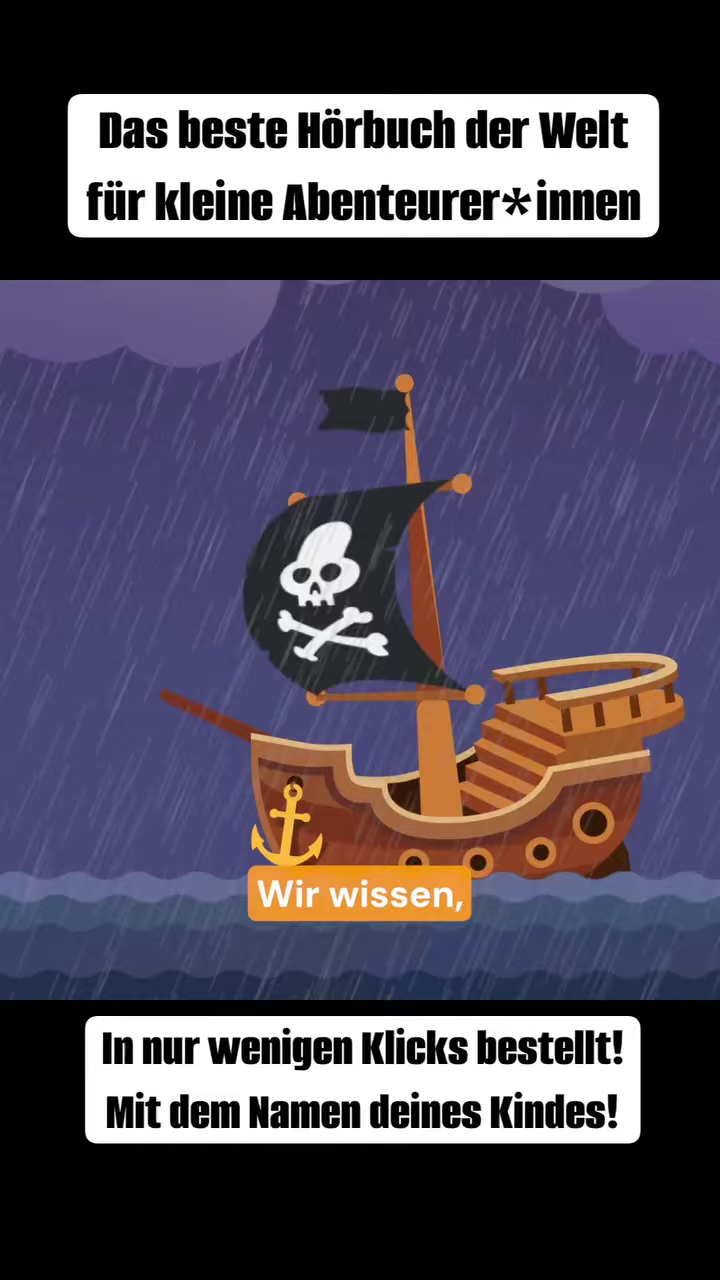 Das beste Hörbuch der Welt
für kleine Abenteurer*innen
Wir wissen,
In nur wenigen Klicks bestellt!
Mit dem Namen deines Kindes!